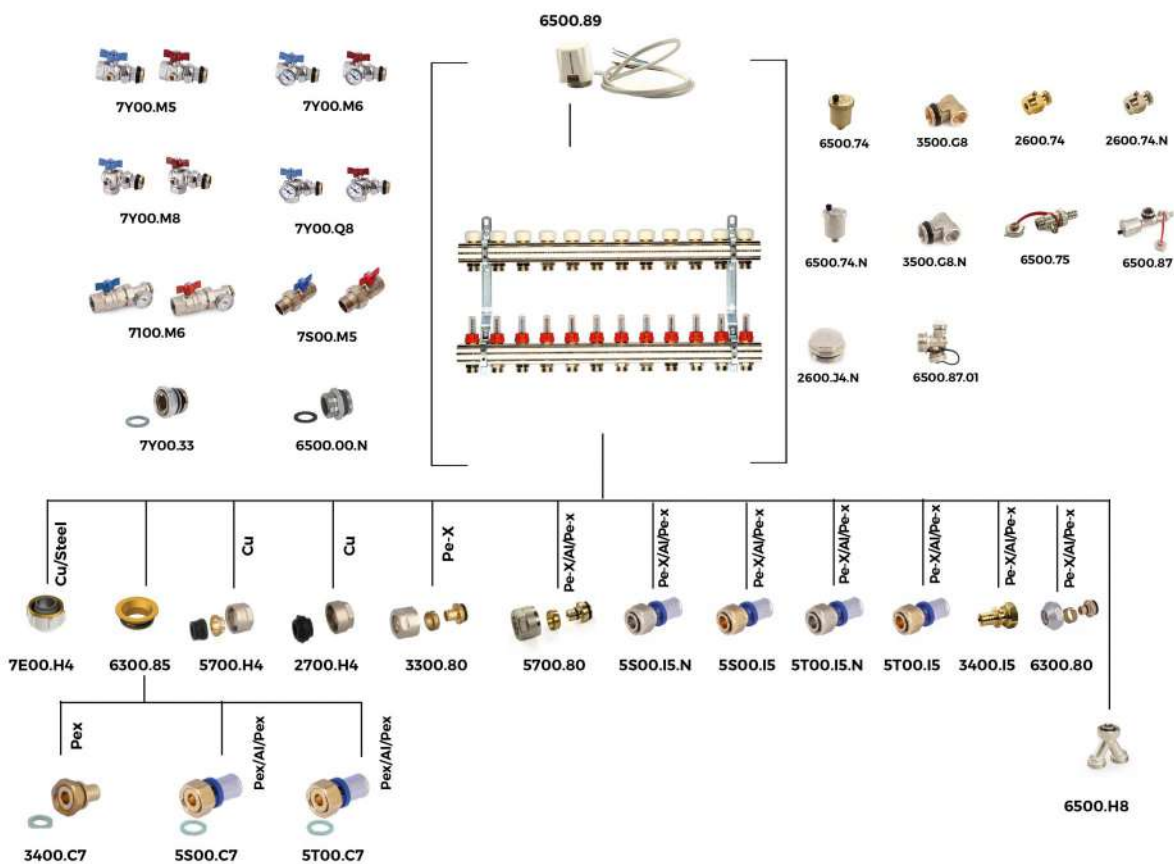 6500.89
7Y00.M5
7Y00.M6
6500.74
3500.G8
2600.74
2600.74.N
7Y00.M8
7Y00.Q8
6500.74.N
3500.G8.N
6500.75
6500.87
7100.M6
7S00.M5
2600.J4.N
6500.87.01
7Y00.33
6500.00.N
Cu/Steel
Cu
Cu
Pe-X
Pe-X/Al/Pe-x
Pe-X/Al/Pe-x
Pe-X/Al/Pe-x
Pe-X/Al/Pe-x
Pe-X/Al/Pe-x
Pe-X/Al/Pe-x
Pe-X/Al/Pe-x
7E00.H4
6300.85
5700.H4
2700.H4
3300.80
5700.80
5S00.I5.N
5S00.I5
5T00.I5.N
5T00.I5
3400.I5
6300.80
Pex
Pex/Al/Pex
Pex/Al/Pex
6500.H8
3400.C7
5S00.C7
5T00.C7